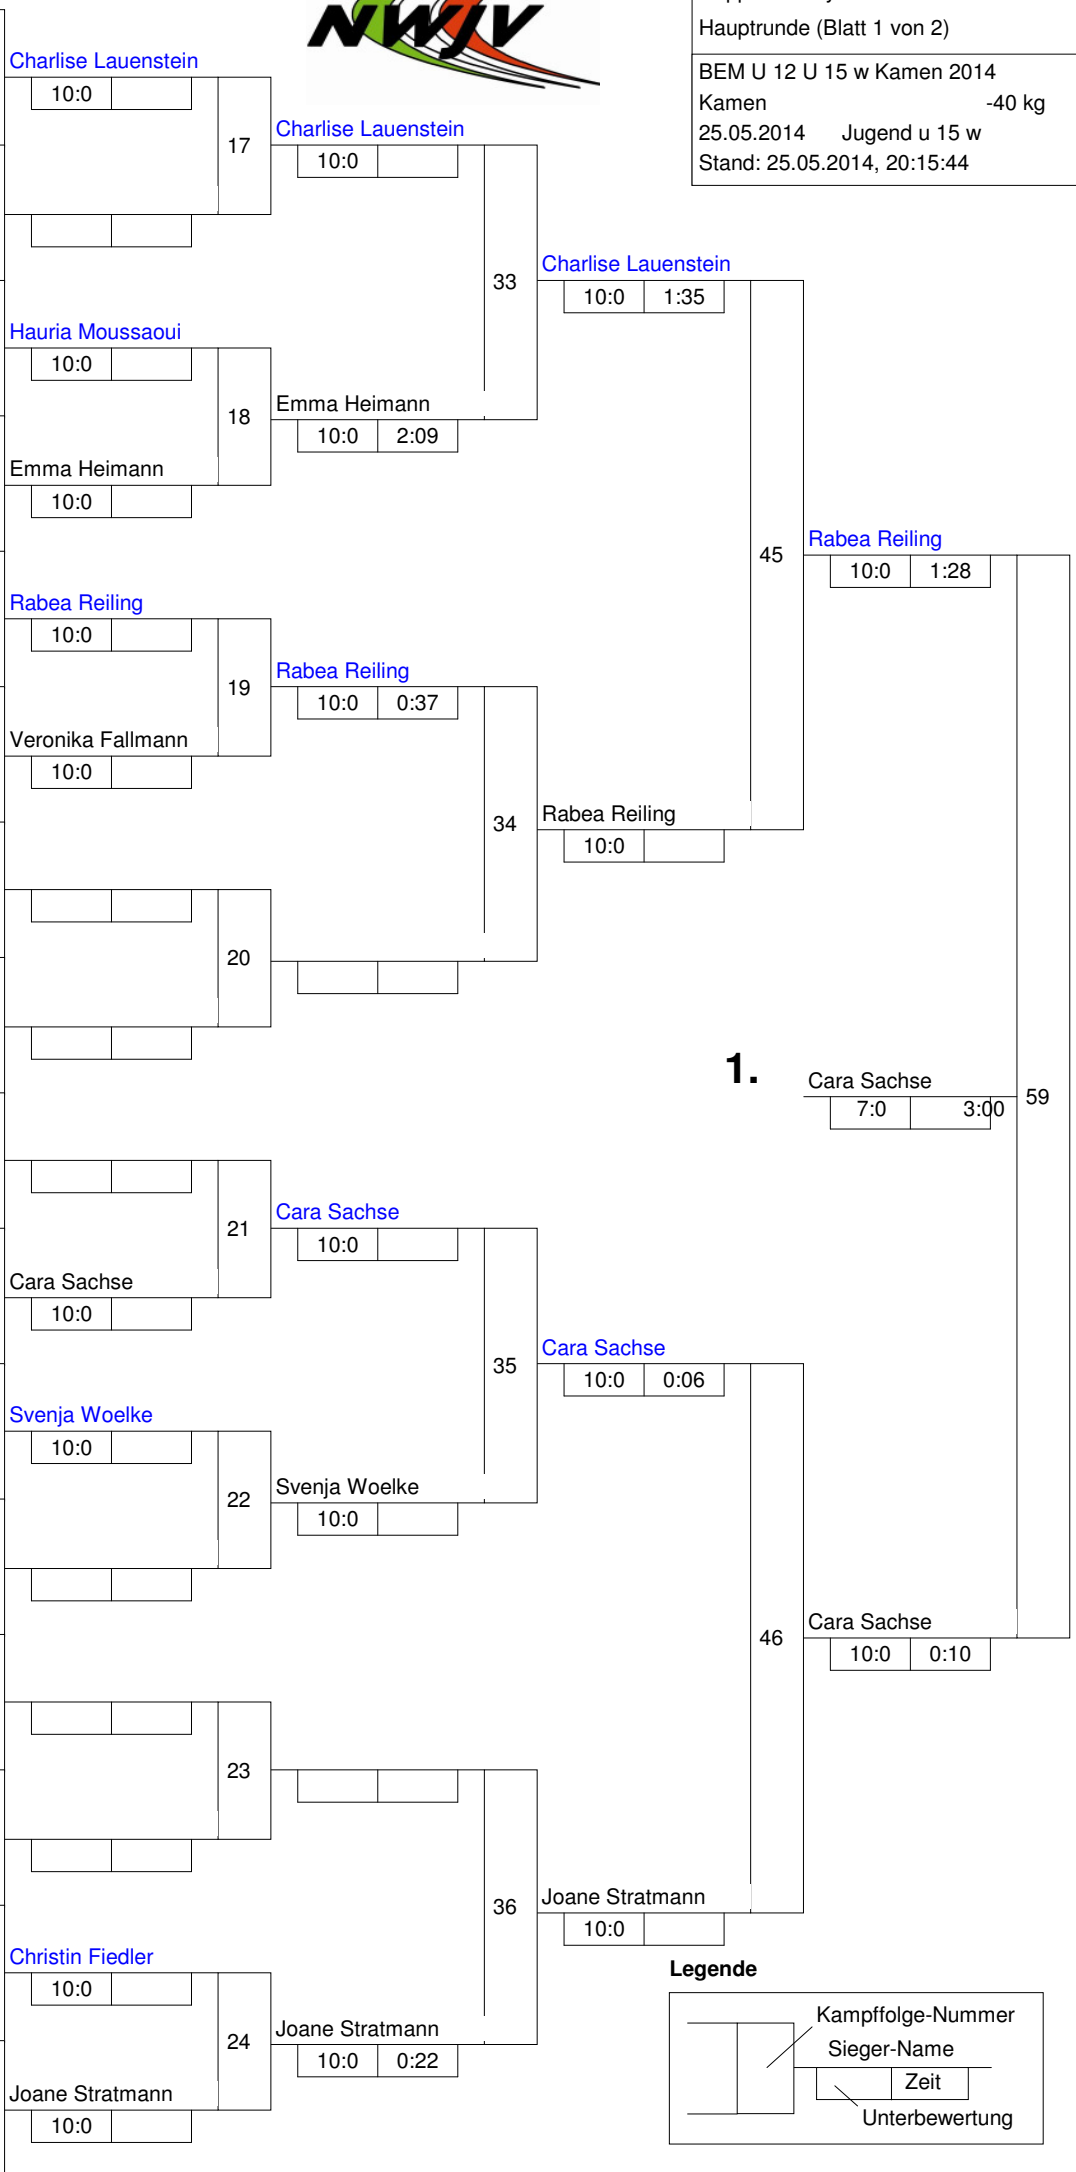 NWJV
Hauptrunde (Blatt 1 von 2)
BEM U 12 U 15 w Kamen 2014
Kamen -40 kg
25.05.2014 Jugend u 15 w
Stand: 25.05.2014, 20:15:44
Charlise Lauenstein
10:0
17
Charlise Lauenstein
10:0
33
Charlise Lauenstein
10:0 1:35
Hauria Moussaoui
10:0
18
Emma Heimann
10:0 2:09
Emma Heimann
10:0
45
Rabea Reiling
10:0 1:28
Rabea Reiling
10:0
19
Rabea Reiling
10:0 0:37
Veronika Fallmann
10:0
34
Rabea Reiling
10:0
20
1.
Cara Sachse
7:0 3:00
59
21
Cara Sachse
10:0
Cara Sachse
10:0
35
Cara Sachse
10:0 0:06
Svenja Woelke
10:0
22
Svenja Woelke
10:0
46
Cara Sachse
10:0 0:10
23
36
Joane Stratmann
10:0
Christin Fiedler
10:0
24
Joane Stratmann
10:0 0:22
Joane Stratmann
10:0
Legende
Kampffolge-Nummer
Sieger-Name
Zeit
Unterbewertung